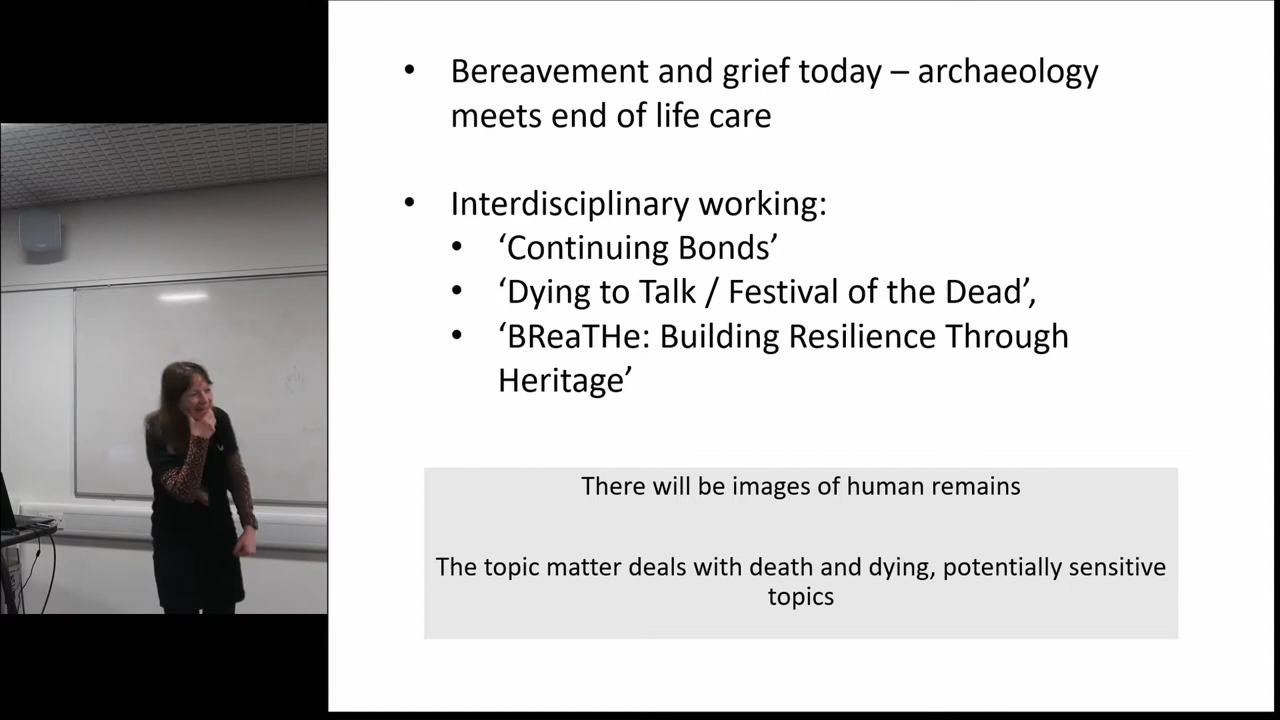 • Bereavement and grief today – archaeology
meets end of life care
• Interdisciplinary working:
• ‘Continuing Bonds’
• ‘Dying to Talk / Festival of the Dead’,
• ‘BReaTHe: Building Resilience Through
Heritage’
There will be images of human remains
The topic matter deals with death and dying, potentially sensitive
topics